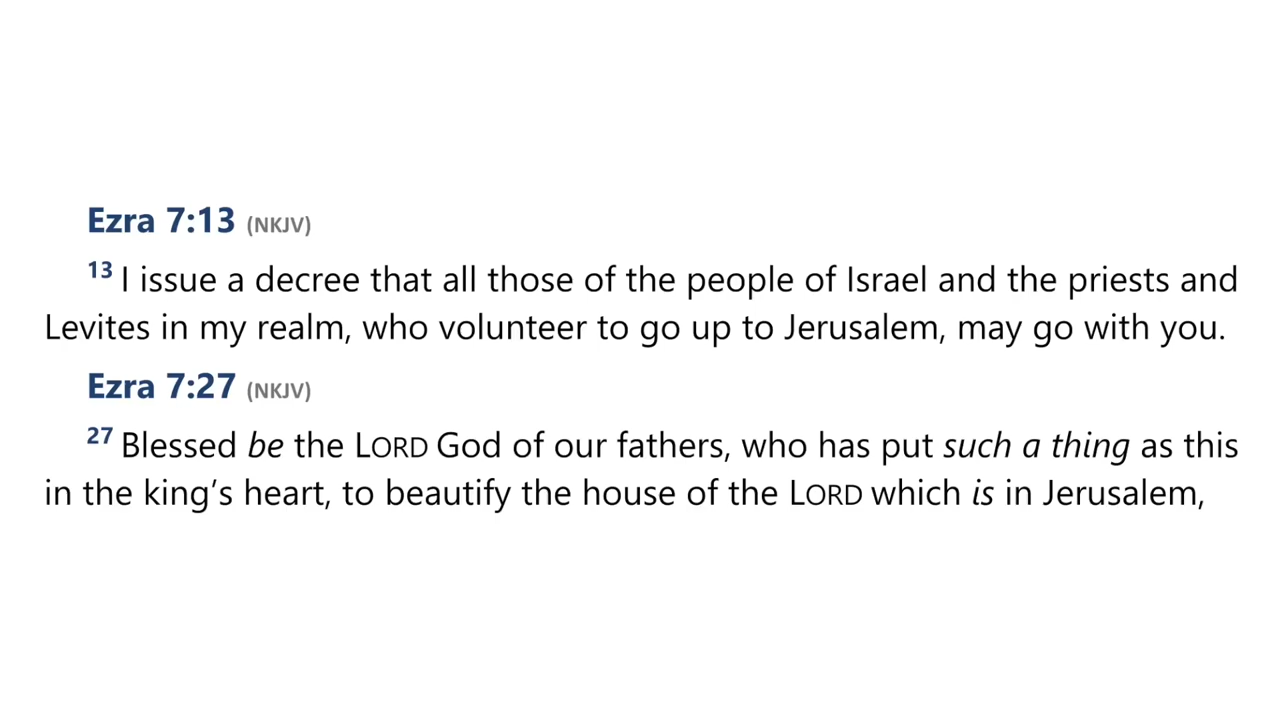 Ezra 7:13 (NKJV)
13 I issue a decree that all those of the people of Israel and the priests and
Levites in my realm, who volunteer to go up to Jerusalem, may go with you.
Ezra 7:27 (NKJV)
27 Blessed be the LORD God of our fathers, who has put such a thing as this
in the king’s heart, to beautify the house of the LORD which is in Jerusalem,